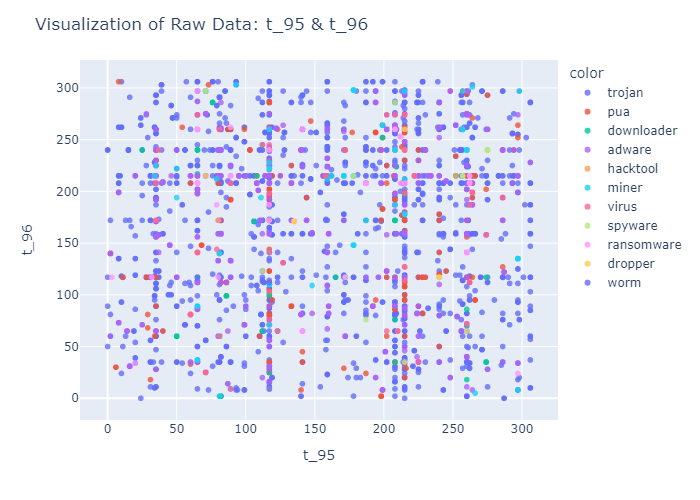 Visualization of Raw Data: t_95 & t_96
color
trojan
pua
downloader
adware
hacktool
miner
virus
spyware
ransomware
dropper
worm
t_96
300
250
200
150
100
50
0
0 50 100 150 200 250 300
t_95